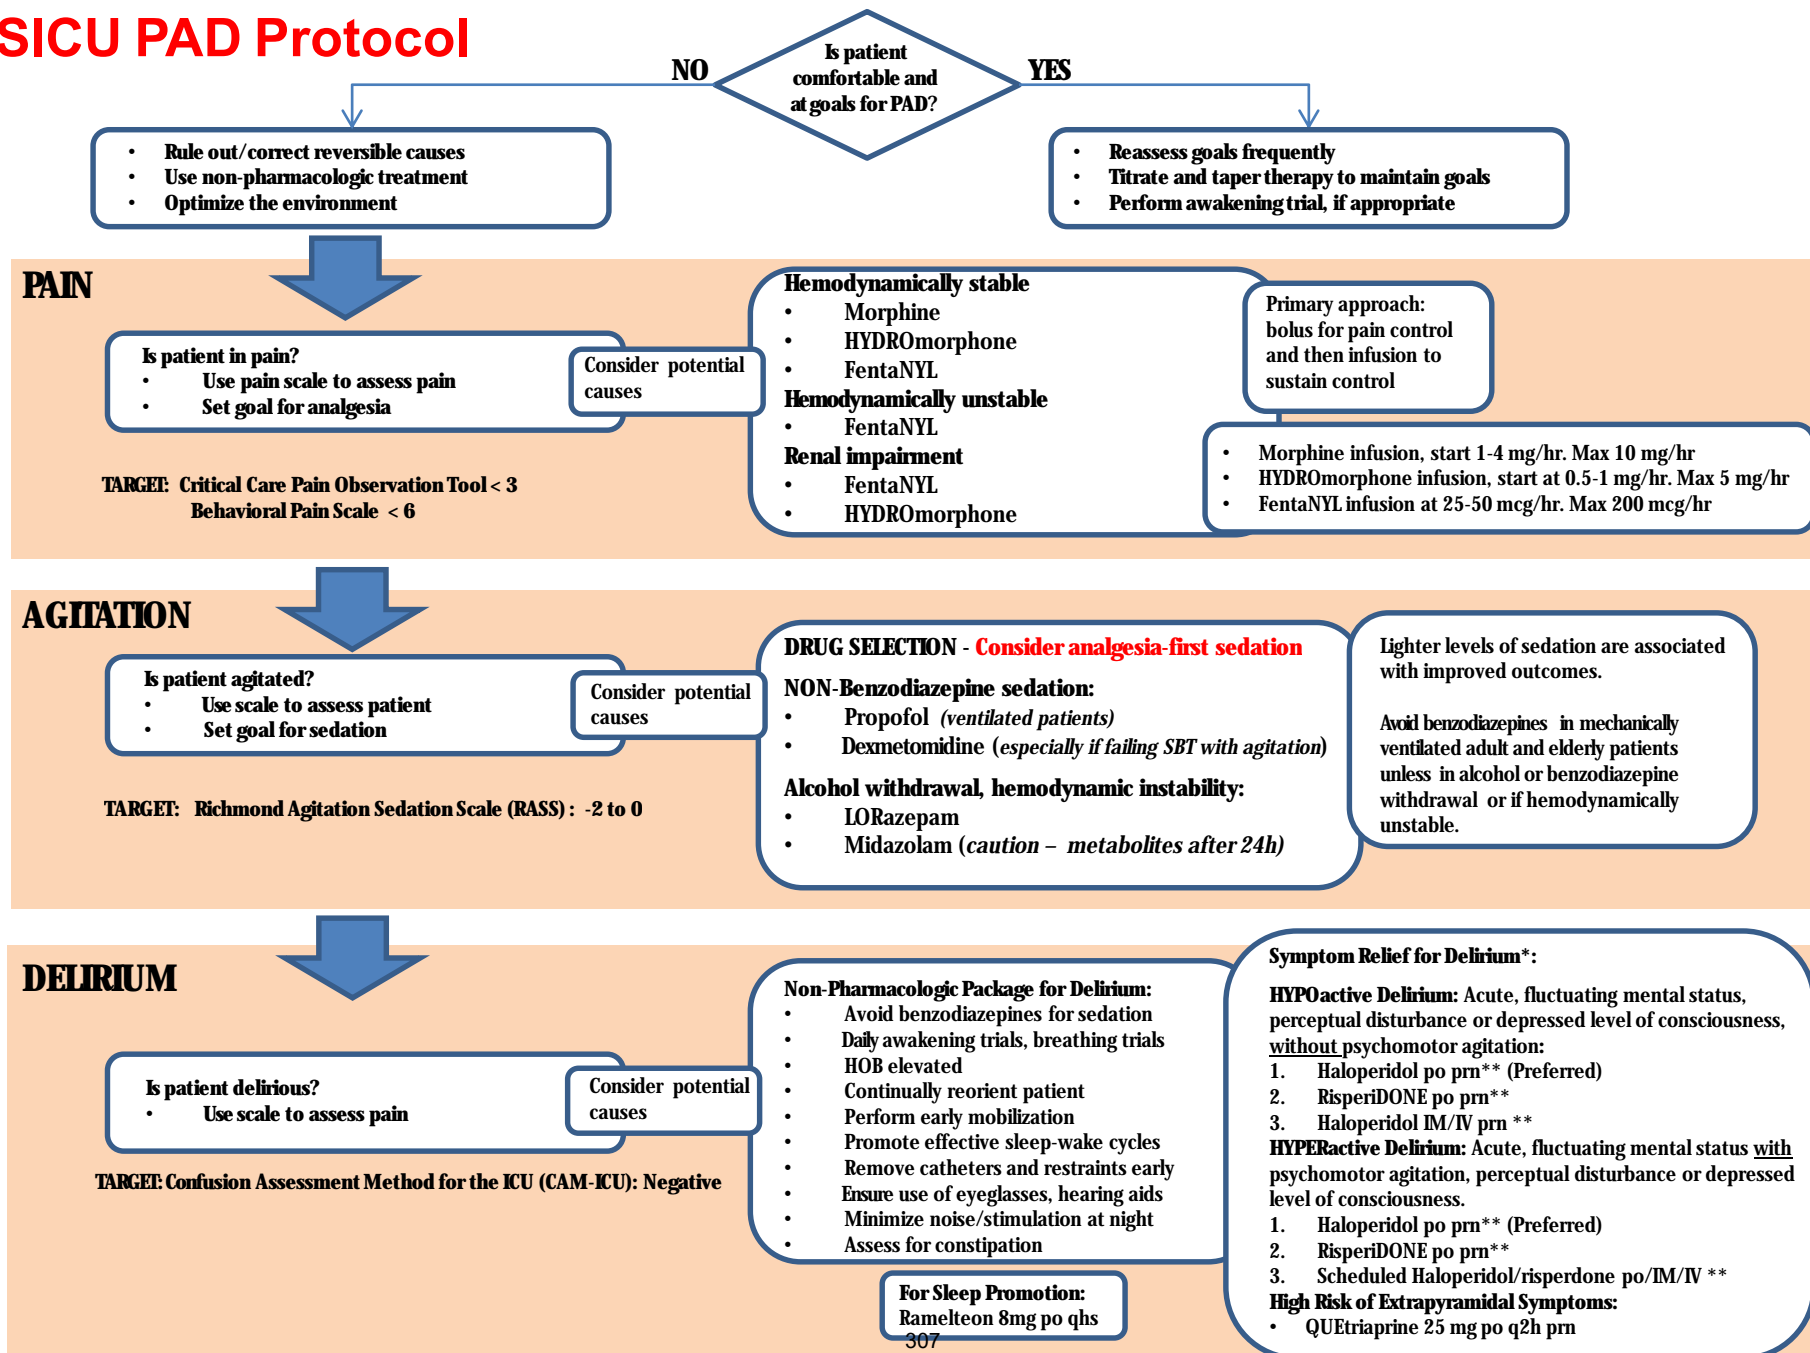 SICU PAD Protocol
Is patient
comfortable and
at goals for PAD?
NO
YES
• Rule out/correct reversible causes
• Use non-pharmacologic treatment
• Optimize the environment
• Reassess goals frequently
• Titrate and taper therapy to maintain goals
• Perform awakening trial, if appropriate
PAIN
Is patient in pain?
• Use pain scale to assess pain
• Set goal for analgesia
Consider potential
causes
TARGET: Critical Care Pain Observation Tool < 3
Behavioral Pain Scale < 6
Hemodynamically stable
• Morphine
• HYDROmorphone
• FentaNYL
Hemodynamically unstable
• FentaNYL
Renal impairment
• FentaNYL
• HYDROmorphone
Primary approach:
bolus for pain control
and then infusion to
sustain control
• Morphine infusion, start 1-4 mg/hr. Max 10 mg/hr
• HYDROmorphone infusion, start at 0.5-1 mg/hr. Max 5 mg/hr
• FentaNYL infusion at 25-50 mcg/hr. Max 200 mcg/hr
AGITATION
Is patient agitated?
• Use scale to assess patient
• Set goal for sedation
Consider potential
causes
TARGET: Richmond Agitation Sedation Scale (RASS) : -2 to 0
DRUG SELECTION - Consider analgesia-first sedation
NON-Benzodiazepine sedation:
• Propofol (ventilated patients)
• Dexmetomidine (especially if failing SBT with agitation)
Alcohol withdrawal, hemodynamic instability:
• LORazepam
• Midazolam (caution – metabolites after 24h)
Lighter levels of sedation are associated
with improved outcomes.
Avoid benzodiazepines in mechanically
ventilated adult and elderly patients
unless in alcohol or benzodiazepine
withdrawal or if hemodynamically
unstable.
DELIRIUM
Is patient delirious?
• Use scale to assess pain
Consider potential
causes
TARGET: Confusion Assessment Method for the ICU (CAM-ICU): Negative
Non-Pharmacologic Package for Delirium:
• Avoid benzodiazepines for sedation
• Daily awakening trials, breathing trials
• HOB elevated
• Continually reorient patient
• Perform early mobilization
• Promote effective sleep-wake cycles
• Remove catheters and restraints early
• Ensure use of eyeglasses, hearing aids
• Minimize noise/stimulation at night
• Assess for constipation
For Sleep Promotion:
Ramelteon 8mg po qhs
307
Symptom Relief for Delirium*:
HYPOactive Delirium: Acute, fluctuating mental status,
perceptual disturbance or depressed level of consciousness,
without psychomotor agitation:
1. Haloperidol po prn** (Preferred)
2. RisperiDONE po prn**
3. Haloperidol IM/IV prn **
HYPERactive Delirium: Acute, fluctuating mental status with
psychomotor agitation, perceptual disturbance or depressed
level of consciousness.
1. Haloperidol po prn** (Preferred)
2. RisperiDONE po prn**
3. Scheduled Haloperidol/risperdone po/IM/IV **
High Risk of Extrapyramidal Symptoms:
• QUEtriaprine 25 mg po q2h prn